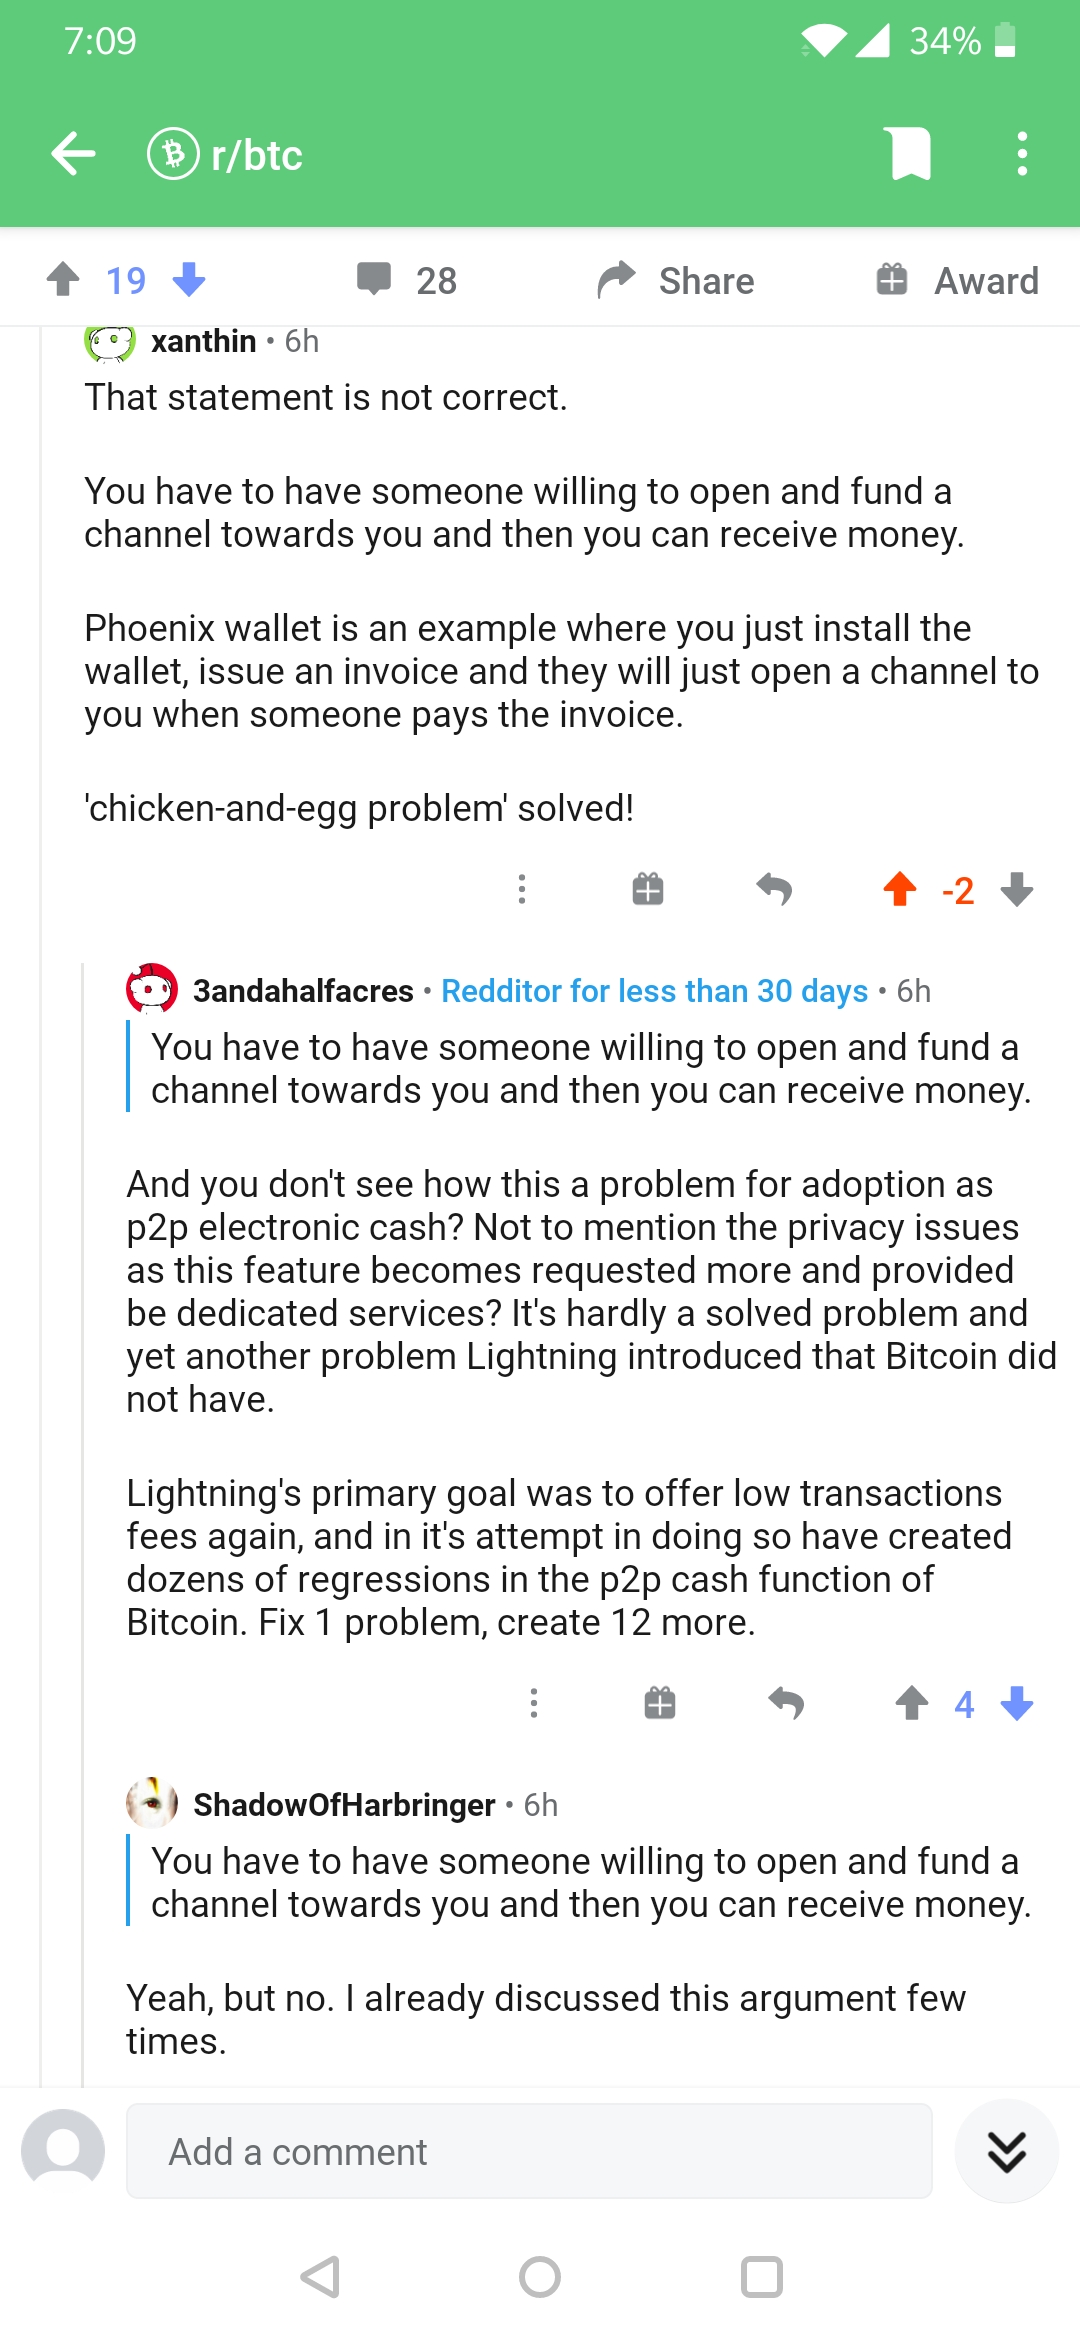 7:09
34%
r/btc
19
28
Share
Award
xanthin • 6h
That statement is not correct.
You have to have someone willing to open and fund a
channel towards you and then you can receive money.
Phoenix wallet is an example where you just install the
wallet, issue an invoice and they will just open a channel to
you when someone pays the invoice.
'chicken-and-egg problem' solved!
-2
3andahalfacres • Redditor for less than 30 days • 6h
You have to have someone willing to open and fund a
channel towards you and then you can receive money.
And you don't see how this a problem for adoption as
p2p electronic cash? Not to mention the privacy issues
as this feature becomes requested more and provided
be dedicated services? It's hardly a solved problem and
yet another problem Lightning introduced that Bitcoin did
not have.
Lightning's primary goal was to offer low transactions
fees again, and in it's attempt in doing so have created
dozens of regressions in the p2p cash function of
Bitcoin. Fix 1 problem, create 12 more.
4
ShadowOfHarbringer • 6h
You have to have someone willing to open and fund a
channel towards you and then you can receive money.
Yeah, but no. I already discussed this argument few
times.
Add a comment